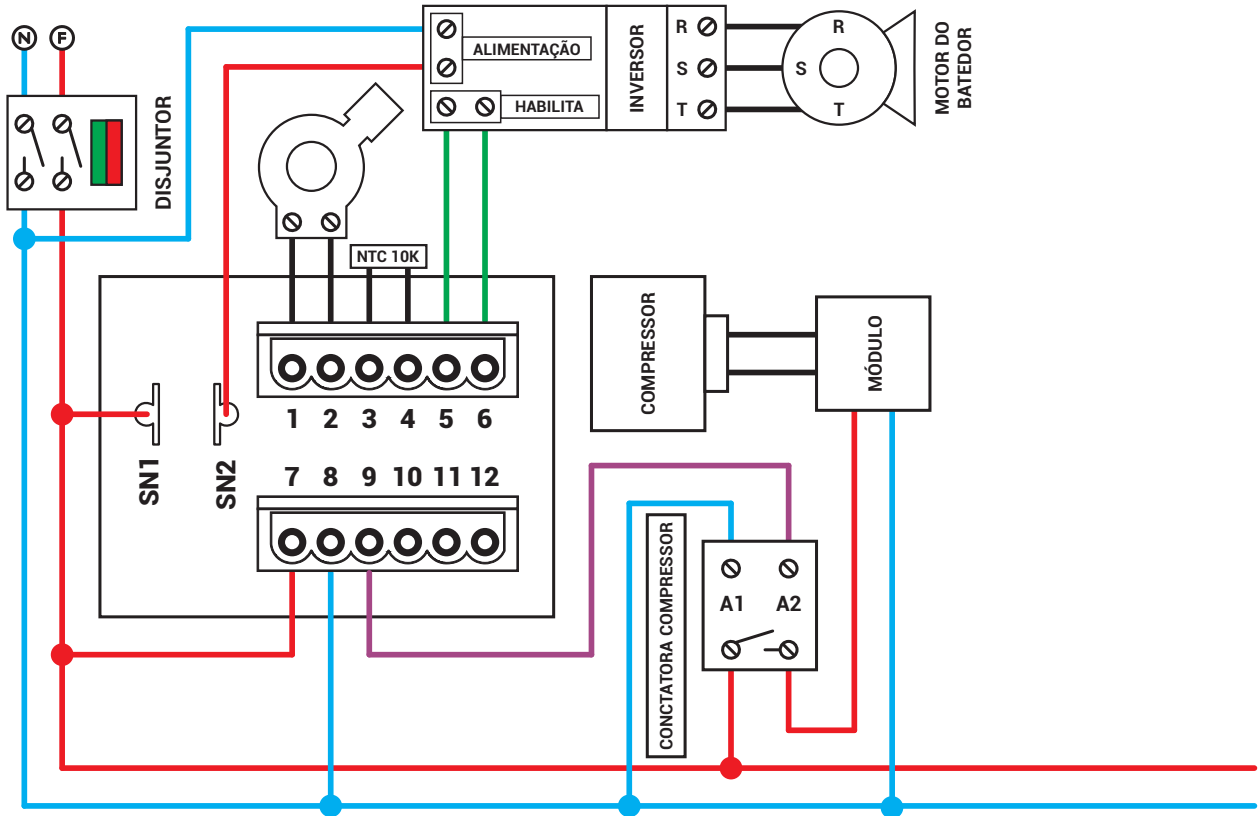 N F
DISJUNTOR
ALIMENTAÇÃO
HABILITA
INVERSOR
R
S
T
R
S
T
MOTOR DO
BATEDOR
NTC 10K
1 2 3 4 5 6
SN1
SN2
7 8 9 10 11 12
COMPRESSOR
MÓDULO
CONCTATORA COMPRESSOR
A1 A2